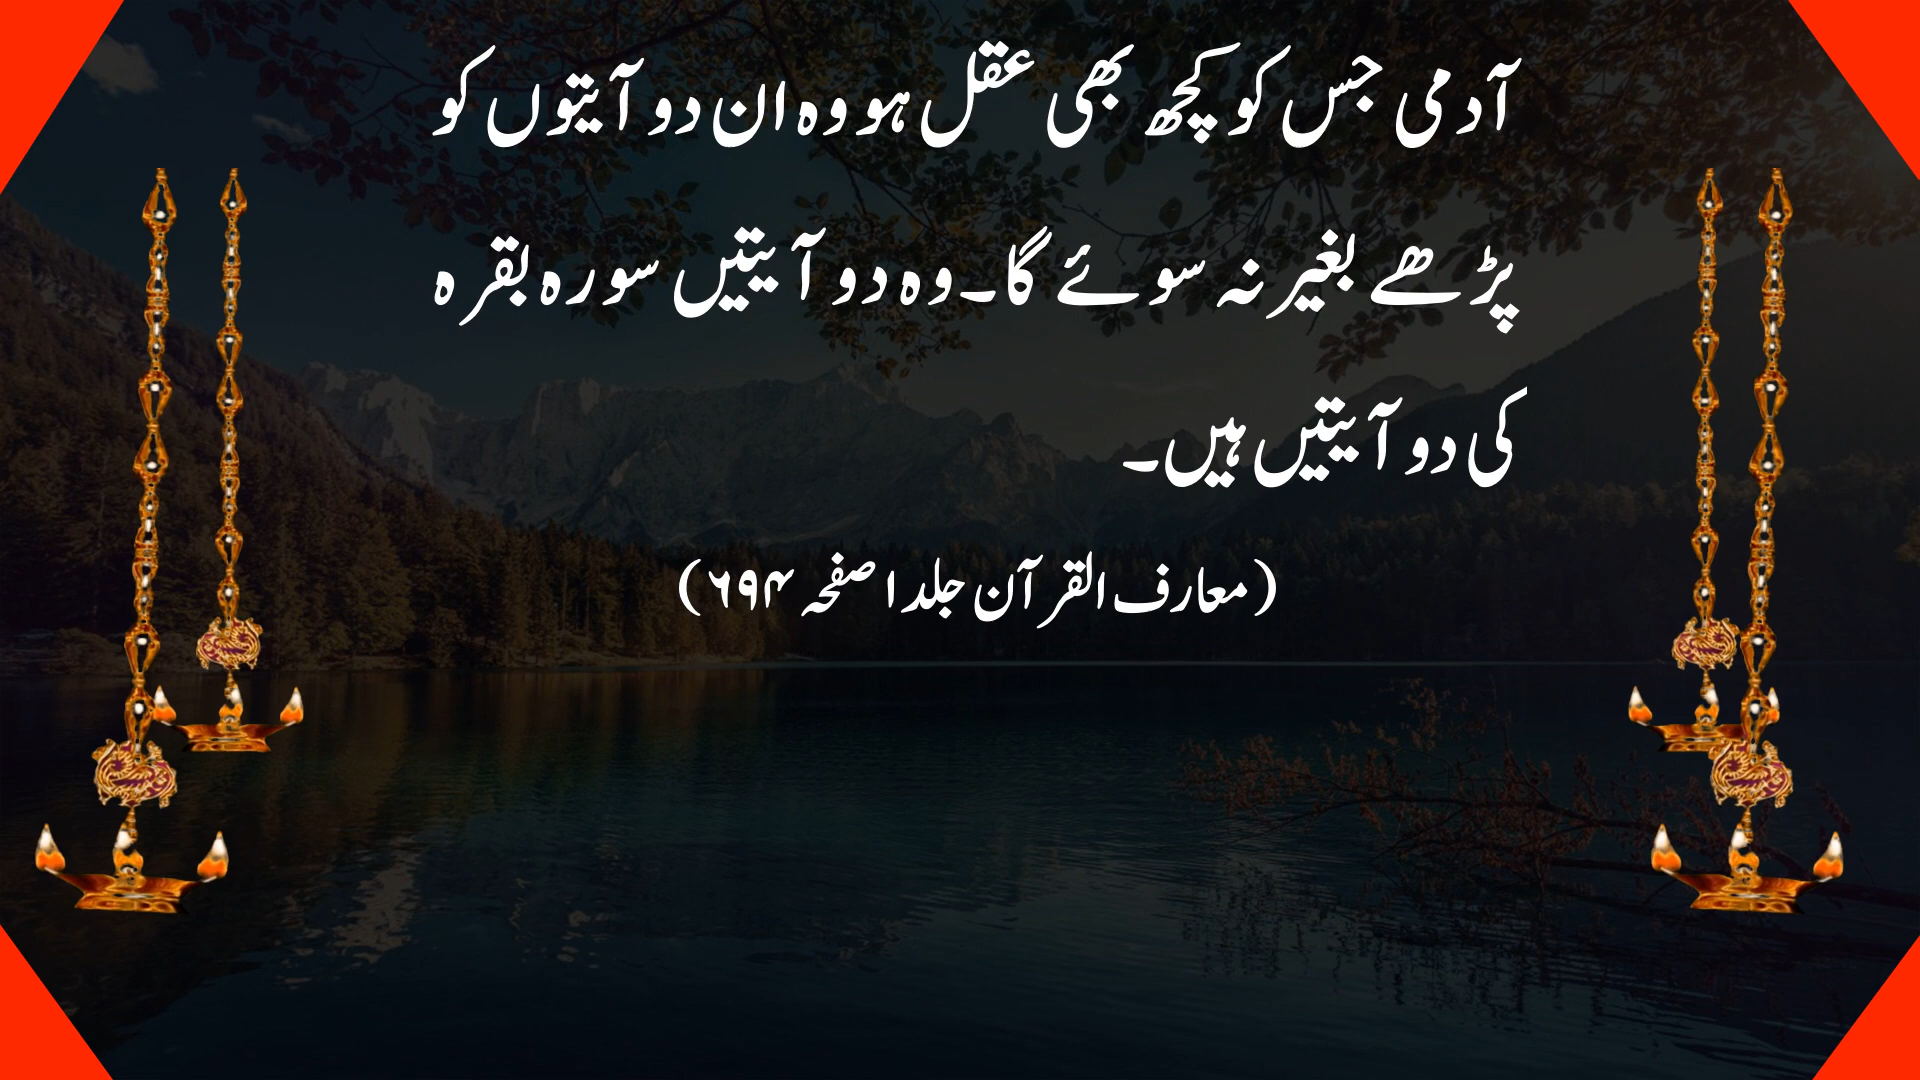 آدمی جس کو کچھ بھی عقل ہو وہ ان دو آیتوں کو
پڑھے بغیر نہ سوئے گا۔وہ دو آیتیں سورہ بقرہ
کی دو آیتیں ہیں۔
(معارف القرآن جلد ۱ صفحہ ۶۹۴)